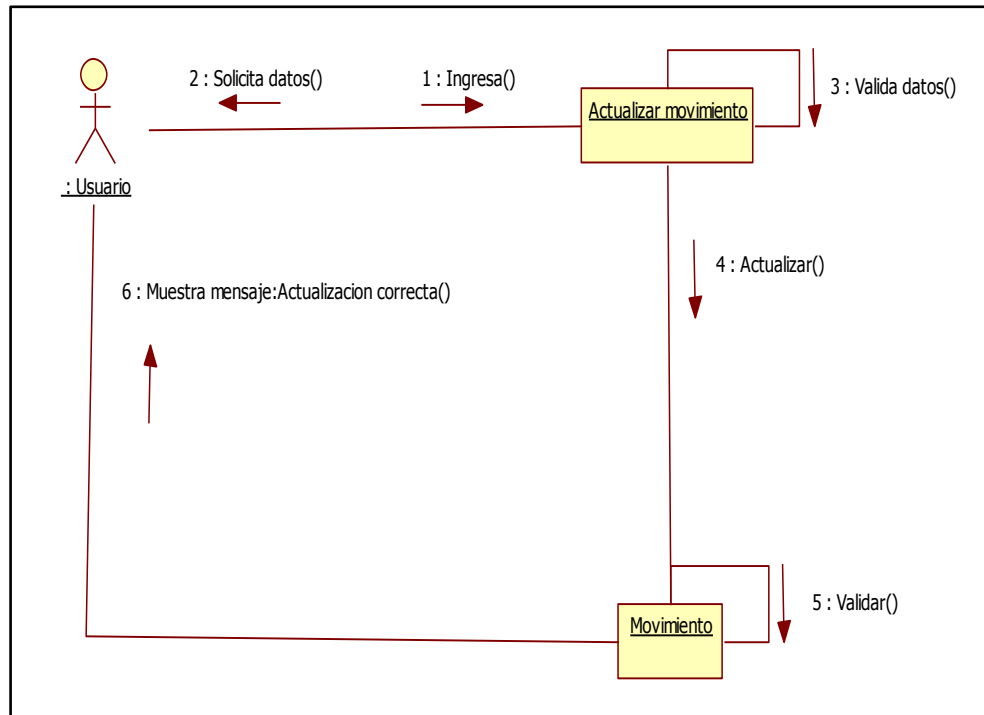 2 : Solicita datos()
1 : Ingresa()
3 : Valida datos()
Actualizar movimiento
: Usuario
4 : Actualizar()
6 : Muestra mensaje:Actualizacion correcta()
5 : Validar()
Movimiento